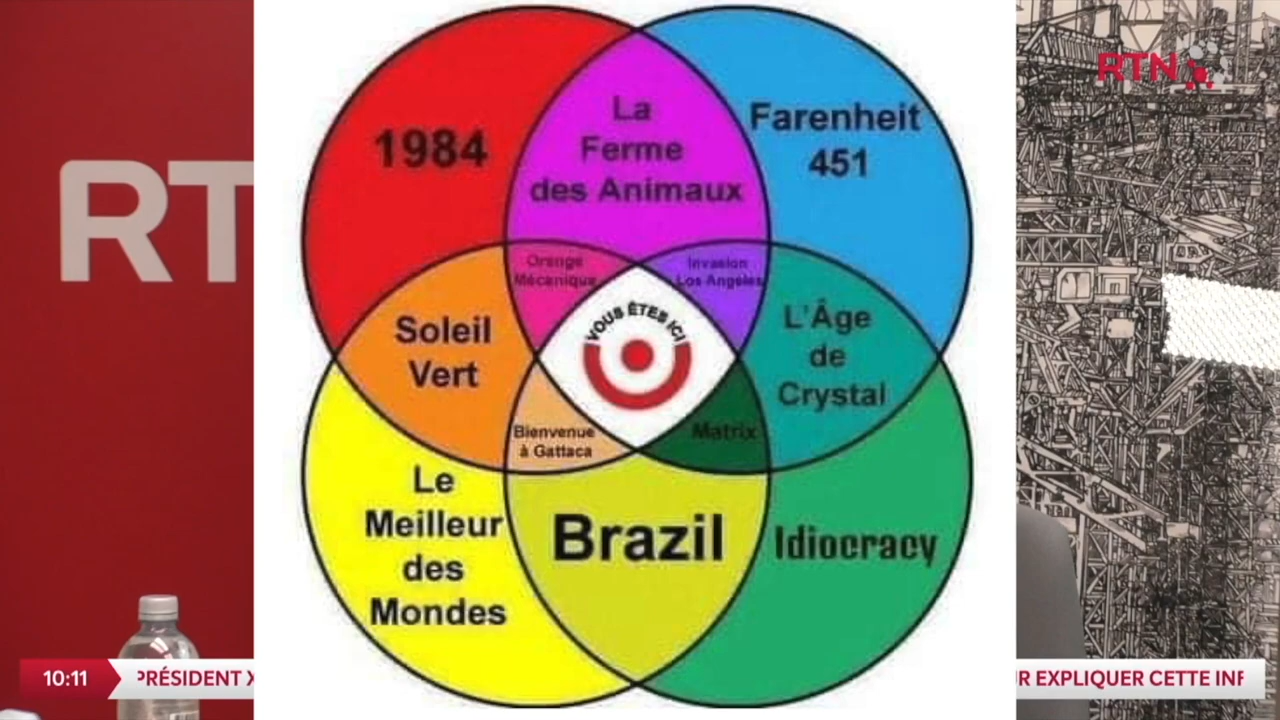 RTN
RT
1984
La
Ferme
des Animaux
Farenheit
451
Orange
Mécanique
Invasion
Los Angeles
Soleil
Vert
VOUS ÊTES ICI
L'Âge
de
Crystal
Bienvenue
à Gattaca
Matrix
Le
Meilleur
des
Mondes
Brazil
Idiocracy
10:11
PRÉSIDENT X
R EXPLIQUER CETTE INF